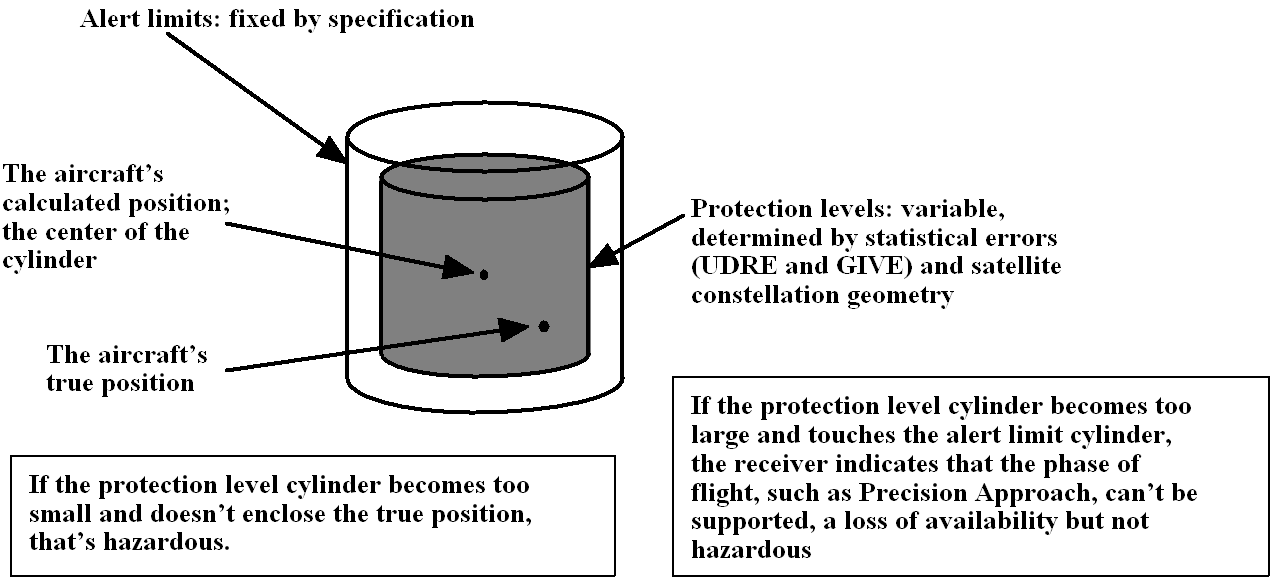 Alert limits: fixed by specification
The aircraft's
calculated position;
the center of the
cylinder
Protection levels: variable,
determined by statistical errors
(UDRE and GIVE) and satellite
constellation geometry
The aircraft's
true position
If the protection level cylinder becomes too
large and touches the alert limit cylinder,
the receiver indicates that the phase of
flight, such as Precision Approach, can't be
supported, a loss of availability but not
hazardous
If the protection level cylinder becomes too
small and doesn't enclose the true position,
that's hazardous.